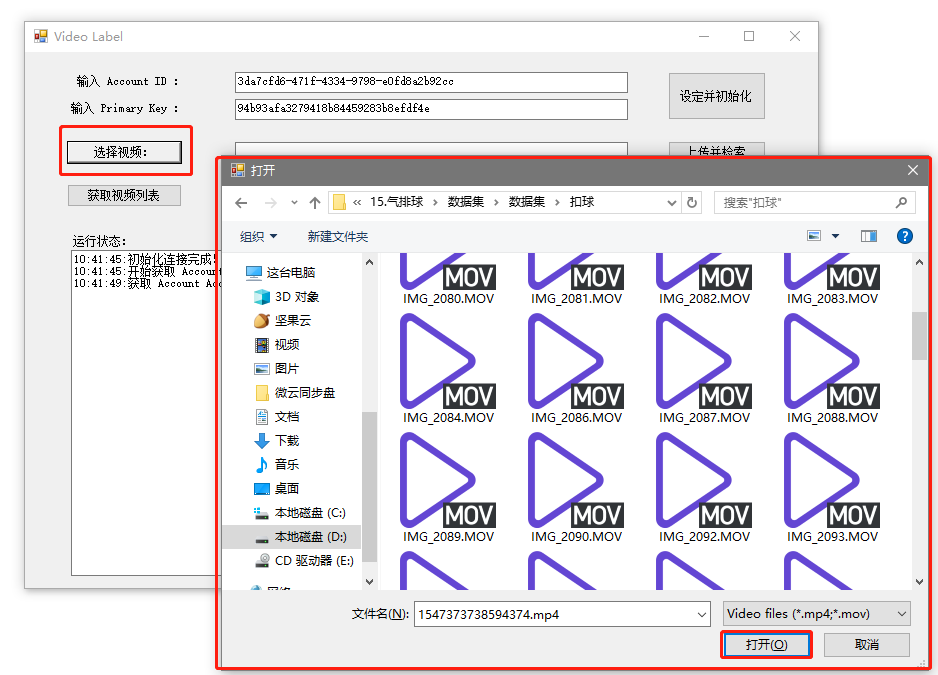 Video Label
输入 Account ID :
3da7cfd6-471f-4334-9798-e0fd8a2b92cc
设定并初始化
输入 Primary Key :
94b93afa3279418b84459283b8efdf4e
选择视频:
上传并检索
获取视频列表
运行状态:
10:41:45:初始化连接完成!
10:41:45:开始获取 Account
10:41:49:获取 Account Acc
打开
« 15.气排球 › 数据集 › 数据集 › 扣球
搜索"扣球"
组织
新建文件夹
?
这台电脑
3D 对象
坚果云
视频
图片
微云同步盘
文档
下载
音乐
桌面
本地磁盘 (C:)
本地磁盘 (D:)
CD 驱动器 (E:)
网络
MOV MOV MOV MOV
IMG_2080.MOV IMG_2081.MOV IMG_2082.MOV IMG_2083.MOV
MOV MOV MOV MOV
IMG_2084.MOV IMG_2086.MOV IMG_2087.MOV IMG_2088.MOV
MOV MOV MOV MOV
IMG_2089.MOV IMG_2090.MOV IMG_2092.MOV IMG_2093.MOV
文件名(N): 1547373738594374.mp4
Video files (*.mp4;*.mov)
打开(O)
取消